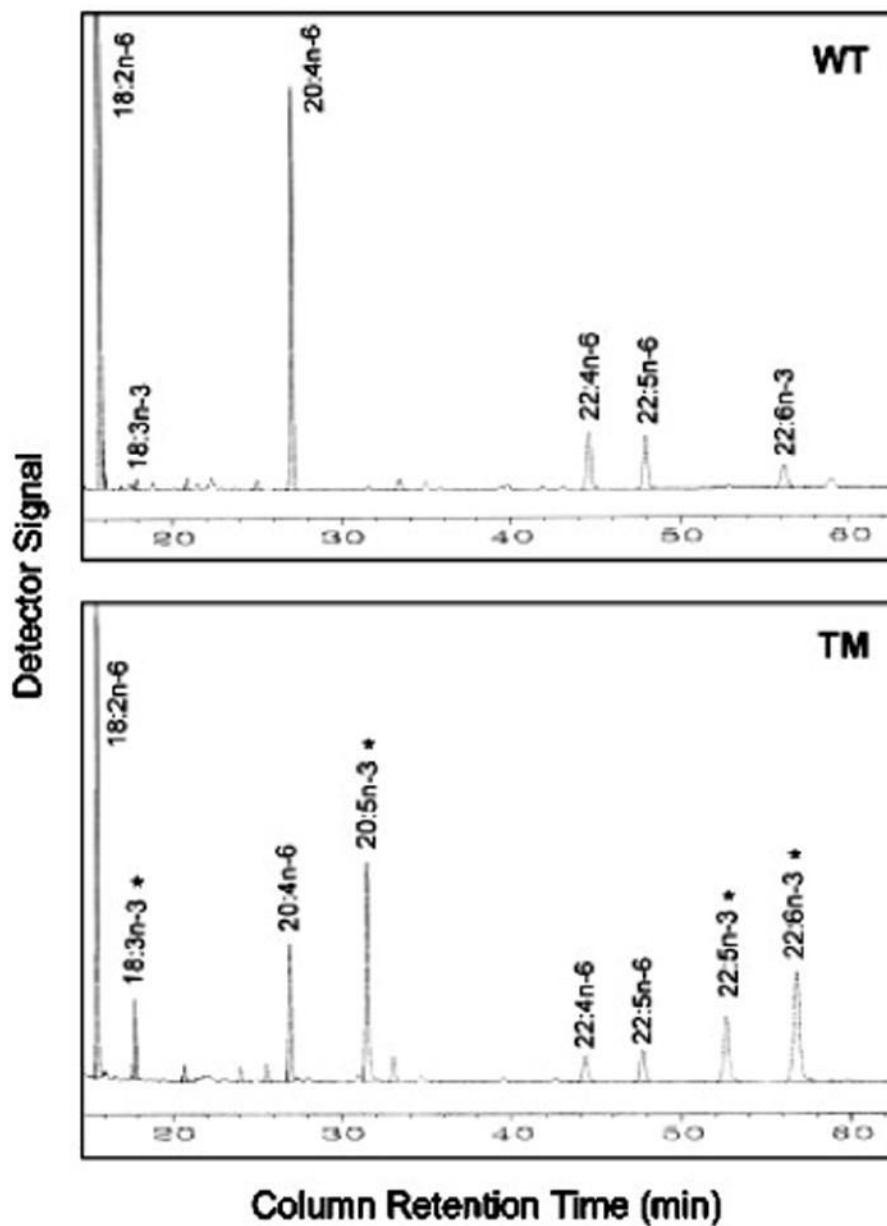 WT
18:2n-6
18:3n-3
20:4n-6
22:4n-6
22:5n-6
22:6n-3
20 30 40 50 60
Detector Signal
TM
18:2n-6
18:3n-3 *
20:4n-6
20:5n-3 *
22:4n-6
22:5n-6
22:5n-3 *
22:6n-3 *
20 30 40 50 60
Column Retention Time (min)